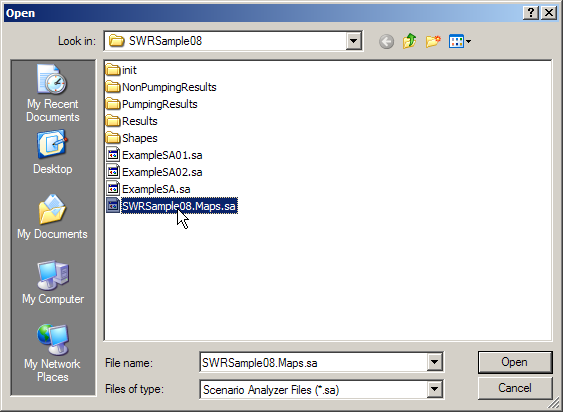 Open
Look in: SWRSample08
My Recent
Documents
Desktop
My Documents
My Computer
My Network
Places
init
NonPumpingResults
PumpingResults
Results
Shapes
ExampleSA01.sa
ExampleSA02.sa
ExampleSA.sa
SWRSample08.Maps.sa
File name: SWRSample08.Maps.sa Open
Files of type: Scenario Analyzer Files (*.sa) Cancel